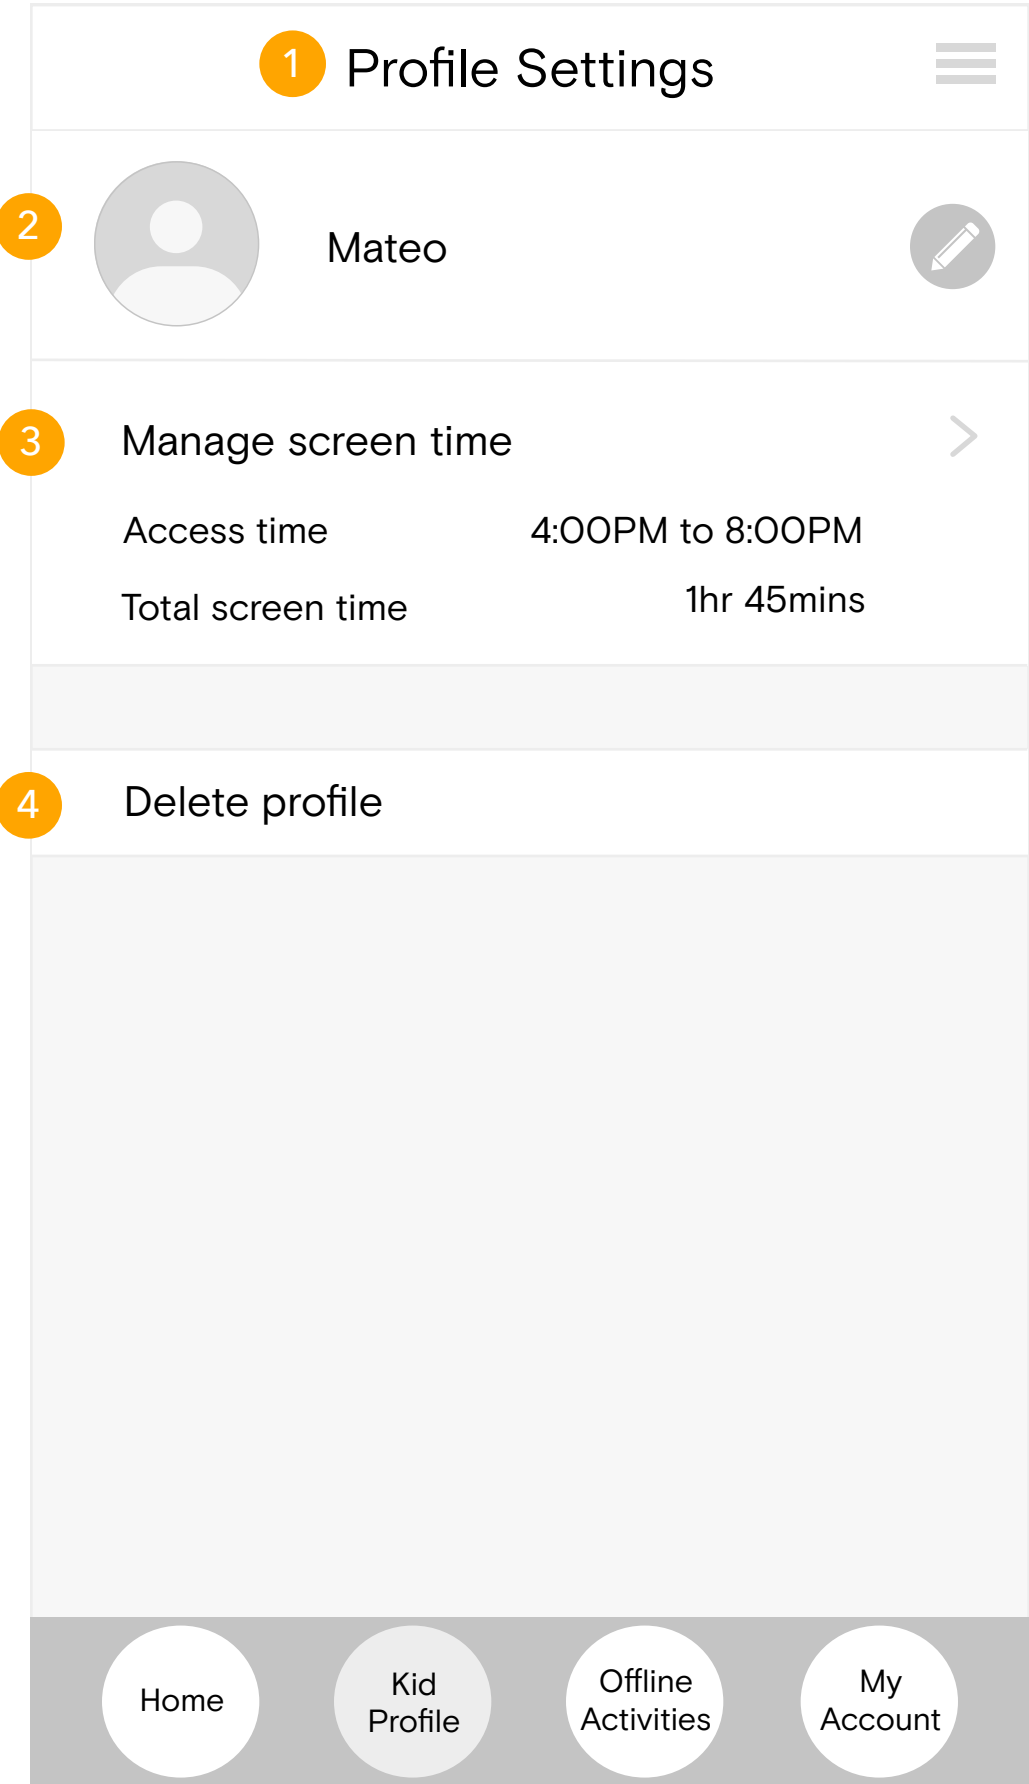 1 Profile Settings
2 Mateo
3 Manage screen time
Access time 4:00PM to 8:00PM
Total screen time 1hr 45mins
4 Delete profile
Home
Kid
Profile
Offline
Activities
My
Account